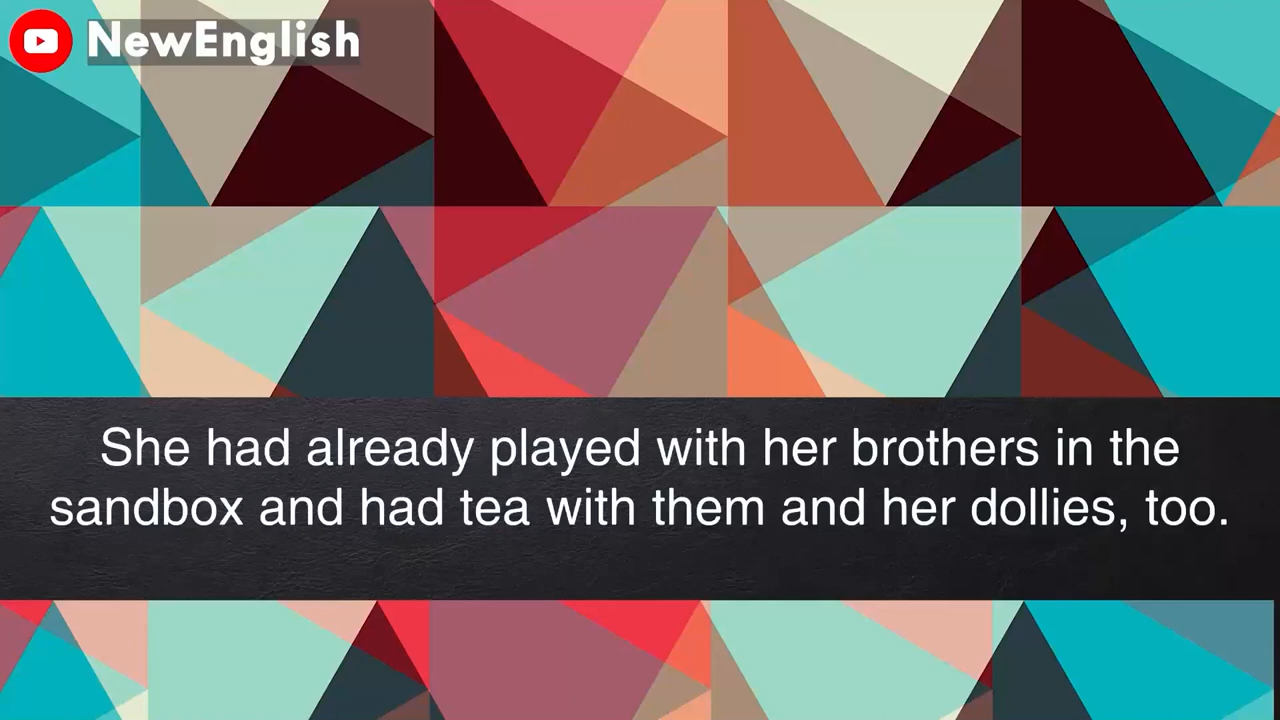 NewEnglish
She had already played with her brothers in the
sandbox and had tea with them and her dollies, too.